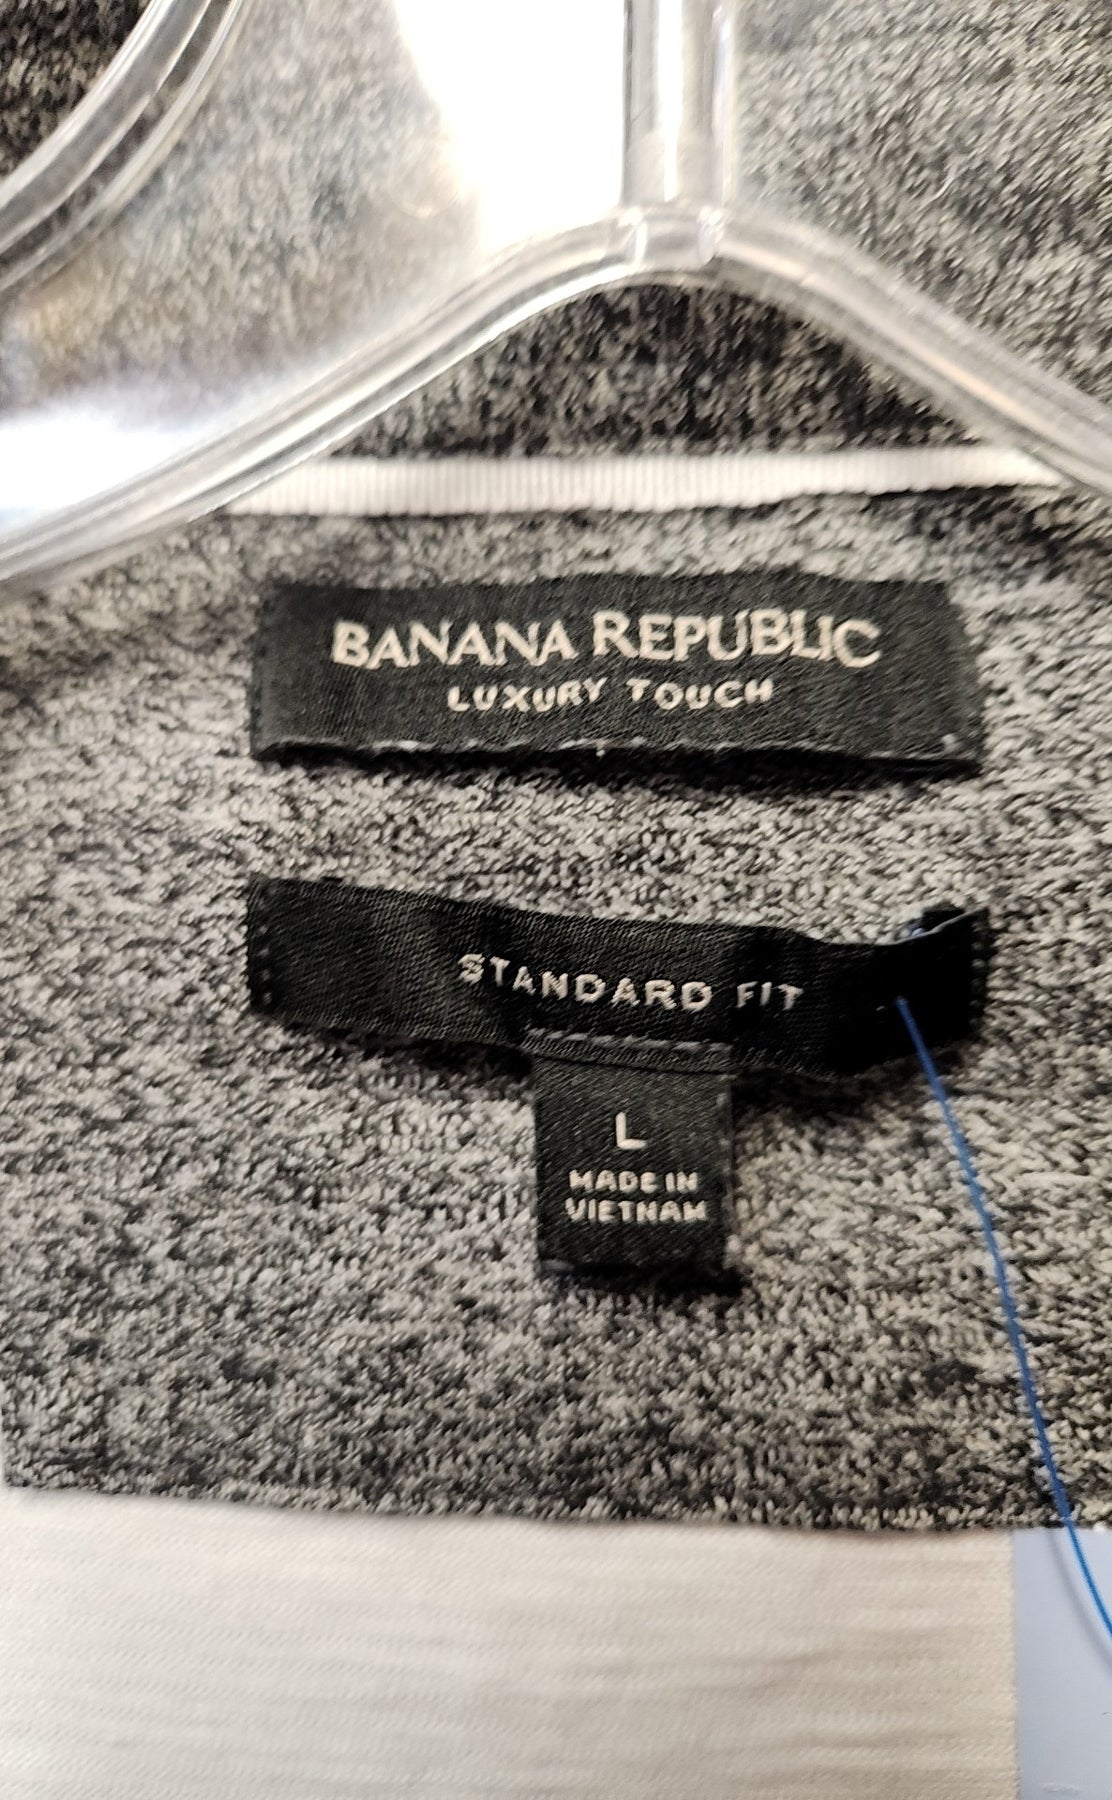 BANANA REPUBLIC
LUXURY TOUCH
STANDARD FIT
L
MADE IN
VIETNAM